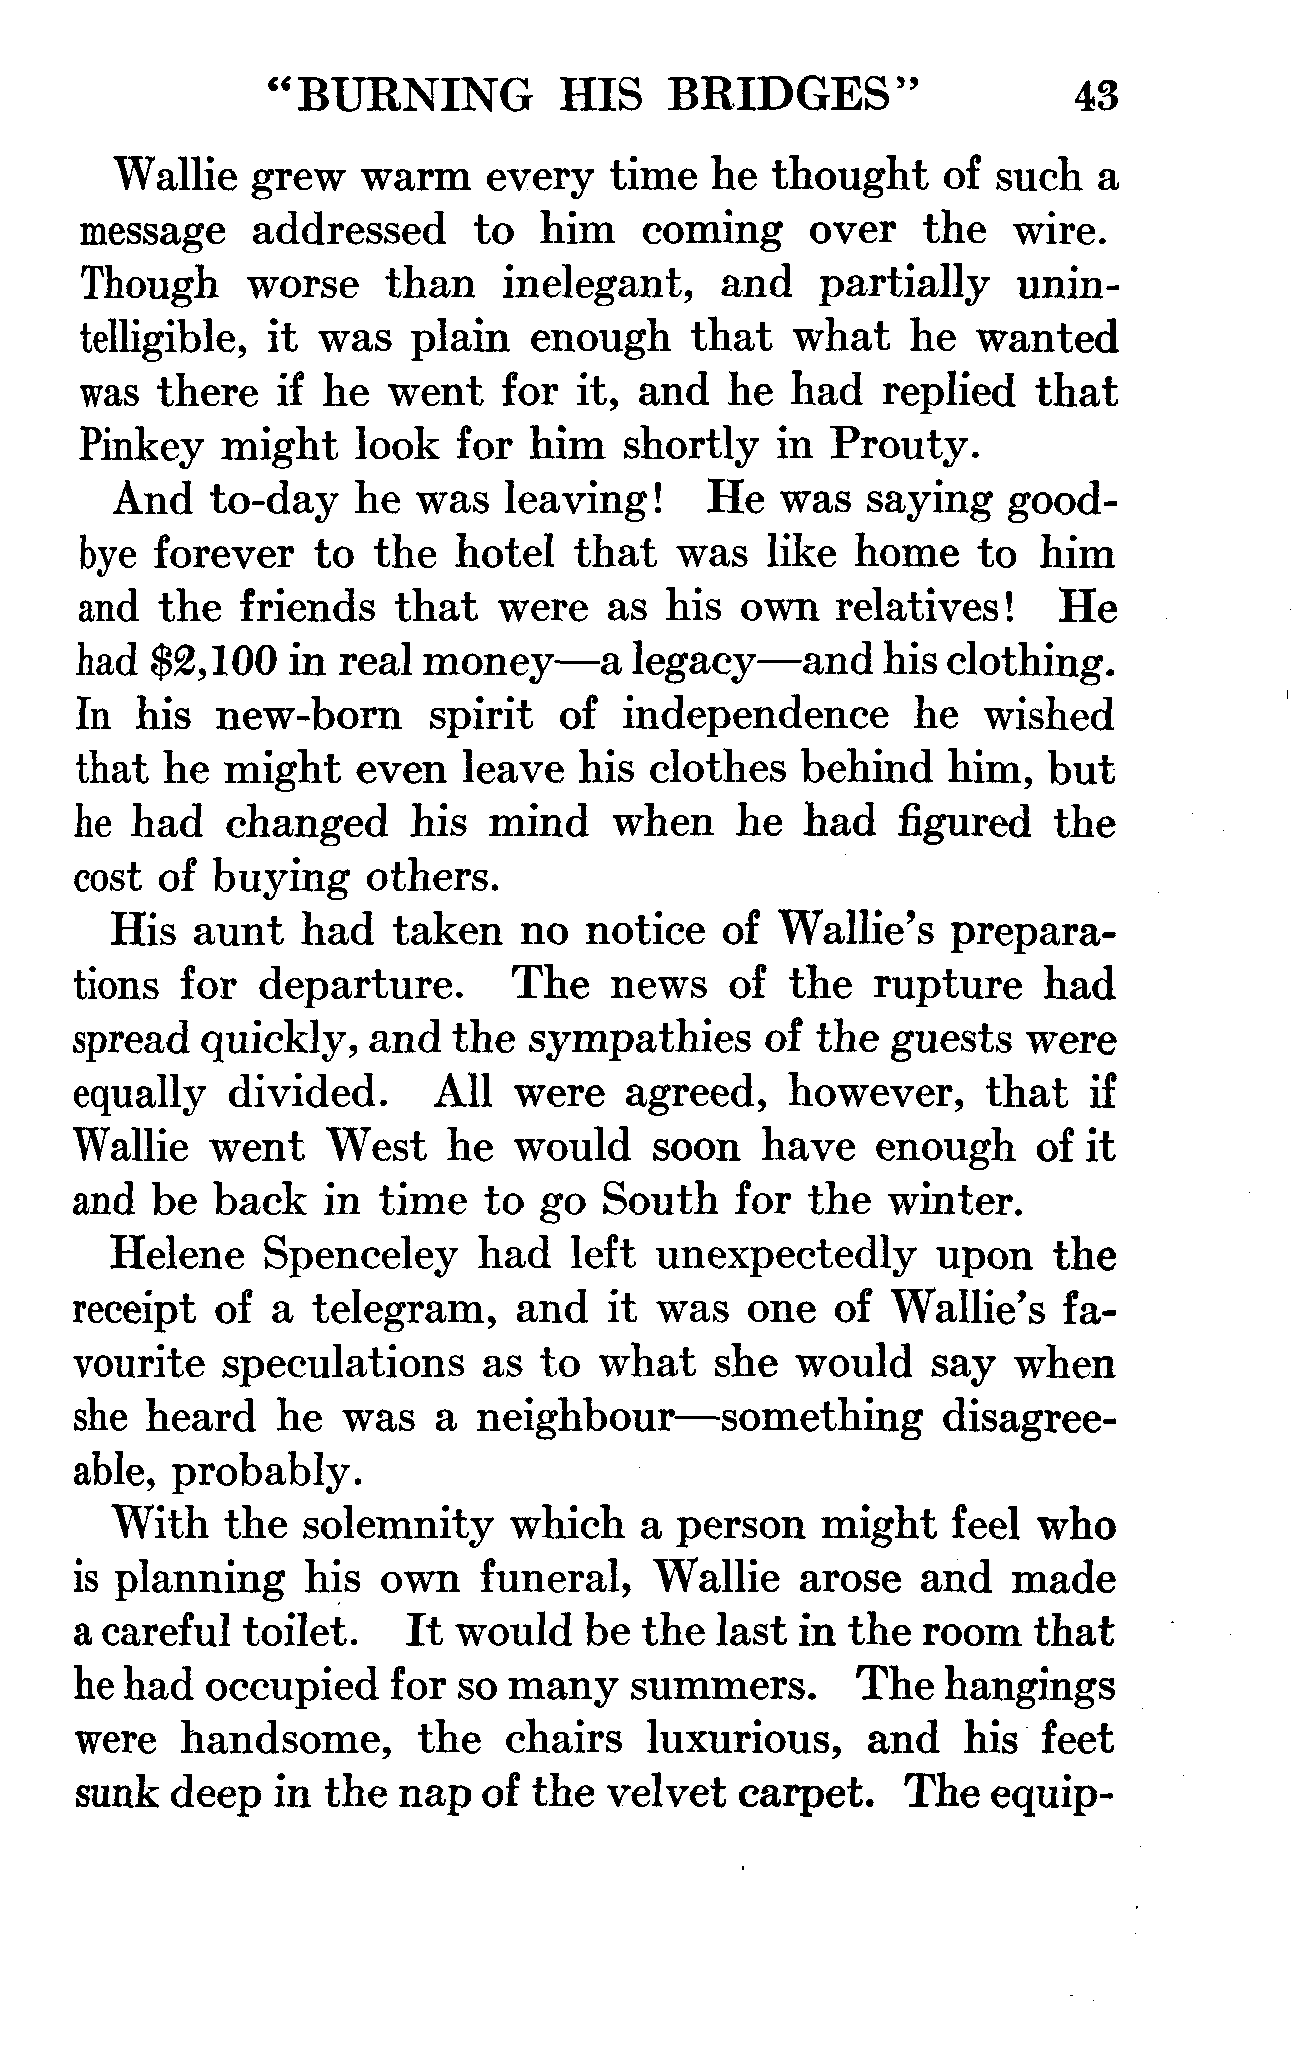 "BURNING HIS BRIDGES" 43
Wallie grew warm every time he thought of such a
message addressed to him coming over the wire.
Though worse than inelegant, and partially unin-
telligible, it was plain enough that what he wanted
was there if he went for it, and he had replied that
Pinkey might look for him shortly in Prouty.
And to-day he was leaving! He was saying good-
bye forever to the hotel that was like home to him
and the friends that were as his own relatives! He
had $2,100 in real money—a legacy—and his clothing.
In his new-born spirit of independence he wished
that he might even leave his clothes behind him, but
he had changed his mind when he had figured the
cost of buying others.
His aunt had taken no notice of Wallie's prepara-
tions for departure. The news of the rupture had
spread quickly, and the sympathies of the guests were
equally divided. All were agreed, however, that if
Wallie went West he would soon have enough of it
and be back in time to go South for the winter.
Helene Spenceley had left unexpectedly upon the
receipt of a telegram, and it was one of Wallie's fa-
vourite speculations as to what she would say when
she heard he was a neighbour—something disagree-
able, probably.
With the solemnity which a person might feel who
is planning his own funeral, Wallie arose and made
a careful toilet. It would be the last in the room that
he had occupied for so many summers. The hangings
were handsome, the chairs luxurious, and his feet
sunk deep in the nap of the velvet carpet. The equip-